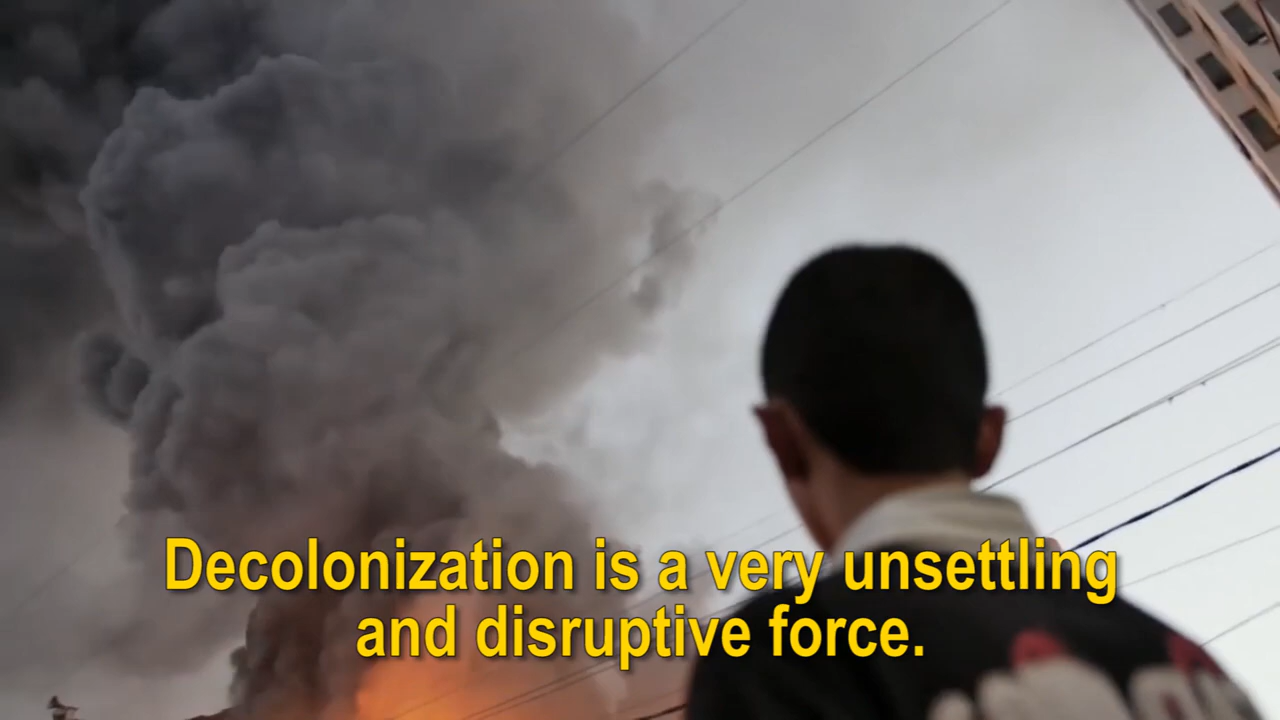 Decolonization is a very unsettling
and disruptive force.